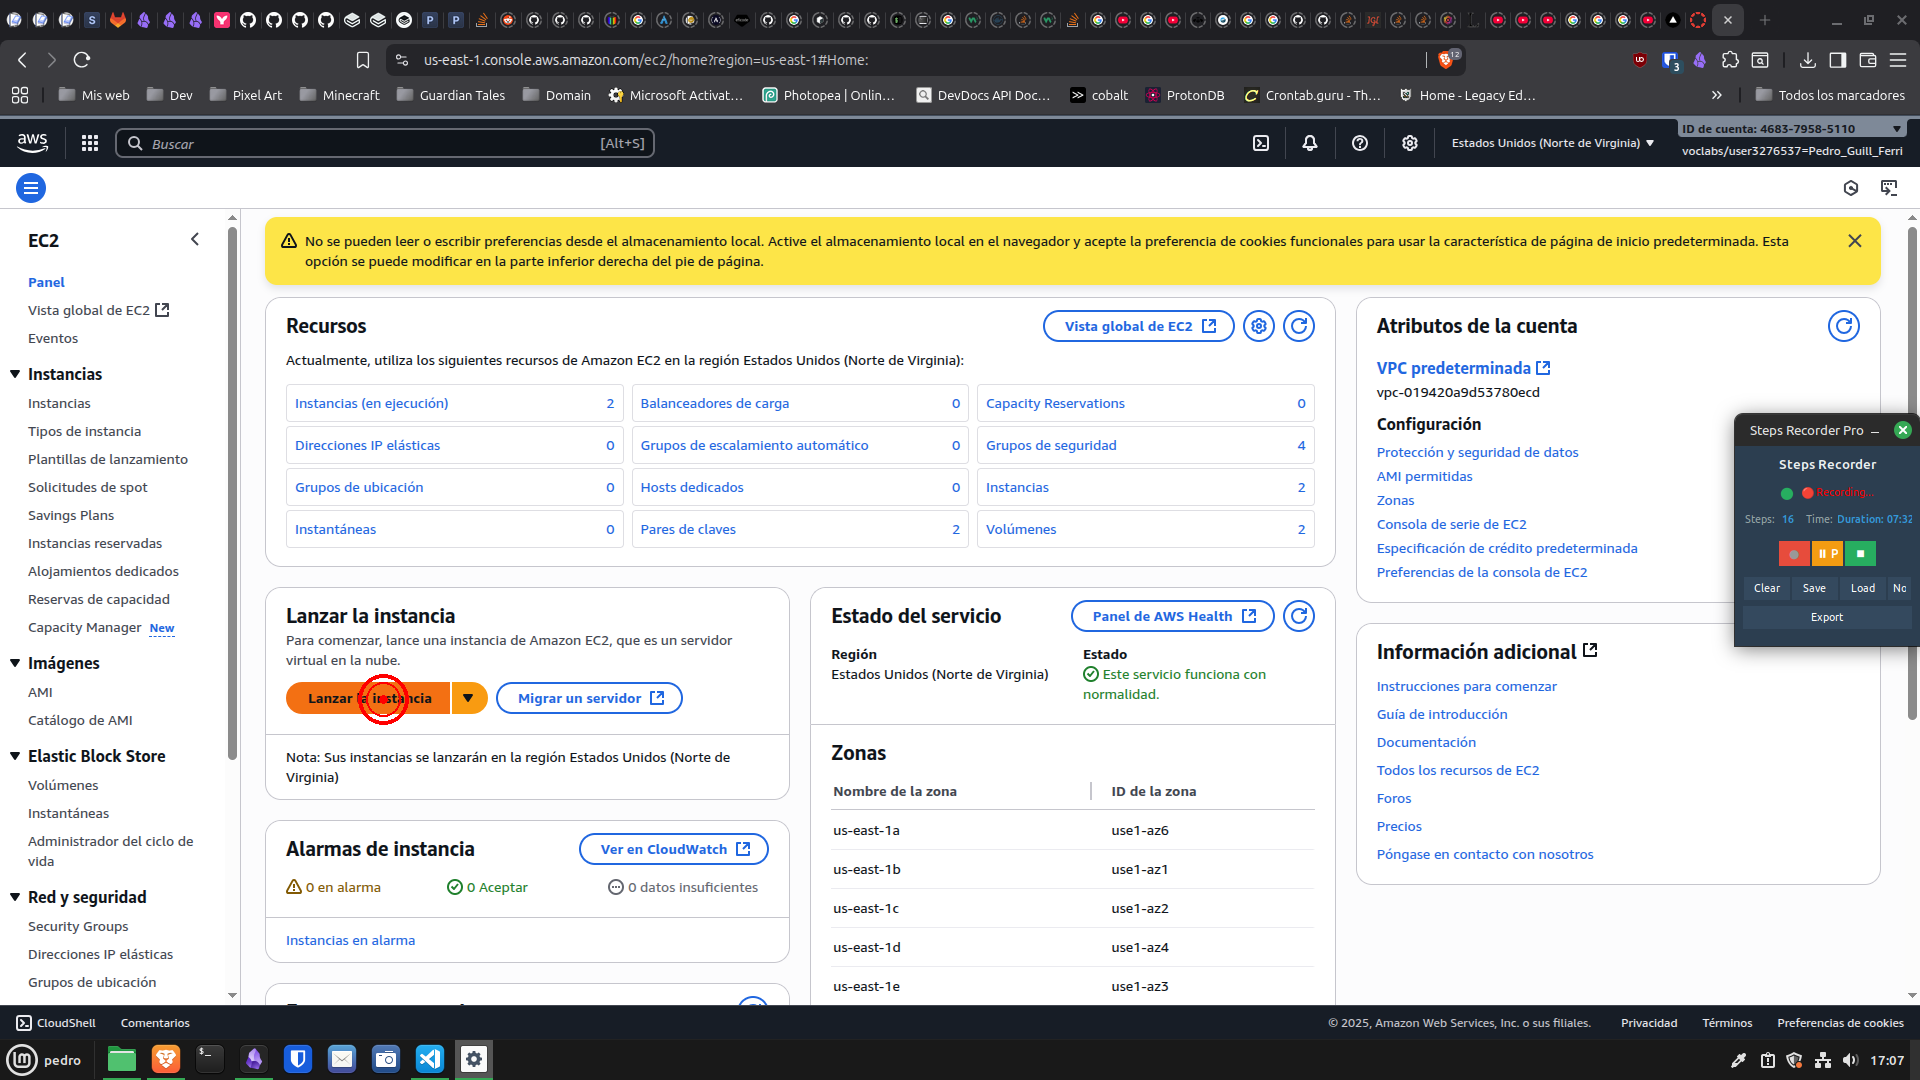 us-east-1.console.aws.amazon.com/ec2/home?region=us-east-1#Home:
12
3
Mis web
Dev
Pixel Art
Minecraft
Guardian Tales
Domain
Microsoft Activat...
Photopea | Onlin...
DevDocs API Doc...
cobalt
ProtonDB
Crontab.guru - Th...
Home - Legacy Ed...
Todos los marcadores
aws
Buscar
[Alt+S]
Estados Unidos (Norte de Virginia)
ID de cuenta: 4683-7958-5110
voclabs/user3276537=Pedro_Guill_Ferri
EC2
Panel
Vista global de EC2
Eventos
Instancias
Instancias
Tipos de instancia
Plantillas de lanzamiento
Solicitudes de spot
Savings Plans
Instancias reservadas
Alojamientos dedicados
Reservas de capacidad
Capacity Manager New
Imágenes
AMI
Catálogo de AMI
Elastic Block Store
Volúmenes
Instantáneas
Administrador del ciclo de
vida
Red y seguridad
Security Groups
Direcciones IP elásticas
Grupos de ubicación
No se pueden leer o escribir preferencias desde el almacenamiento local. Active el almacenamiento local en el navegador y acepte la preferencia de cookies funcionales para usar la característica de página de inicio predeterminada. Esta
opción se puede modificar en la parte inferior derecha del pie de página.
Recursos
Vista global de EC2
Actualmente, utiliza los siguientes recursos de Amazon EC2 en la región Estados Unidos (Norte de Virginia):
Instancias (en ejecución) 2
Balanceadores de carga 0
Capacity Reservations 0
Direcciones IP elásticas 0
Grupos de escalamiento automático 0
Grupos de seguridad 4
Grupos de ubicación 0
Hosts dedicados 0
Instancias 2
Instantáneas 0
Pares de claves 2
Volúmenes 2
Lanzar la instancia
Para comenzar, lance una instancia de Amazon EC2, que es un servidor
virtual en la nube.
Lanzar la instancia
Migrar un servidor
Nota: Sus instancias se lanzarán en la región Estados Unidos (Norte de
Virginia)
Alarmas de instancia
Ver en CloudWatch
0 en alarma
0 Aceptar
0 datos insuficientes
Instancias en alarma
Estado del servicio
Panel de AWS Health
Región
Estados Unidos (Norte de Virginia)
Estado
Este servicio funciona con
normalidad.
Zonas
Nombre de la zona
ID de la zona
us-east-1a use1-az6
us-east-1b use1-az1
us-east-1c use1-az2
us-east-1d use1-az4
us-east-1e use1-az3
Atributos de la cuenta
VPC predeterminada
vpc-019420a9d53780ecd
Configuración
Protección y seguridad de datos
AMI permitidas
Zonas
Consola de serie de EC2
Especificación de crédito predeterminada
Preferencias de la consola de EC2
Información adicional
Instrucciones para comenzar
Guía de introducción
Documentación
Todos los recursos de EC2
Foros
Precios
Póngase en contacto con nosotros
Steps Recorder Pro
Steps Recorder
Recording...
Steps: 16 Time: Duration: 07:32
P
Clear
Save
Load
No
Export
CloudShell
Comentarios
© 2025, Amazon Web Services, Inc. o sus filiales.
Privacidad
Términos
Preferencias de cookies
pedro
17:07